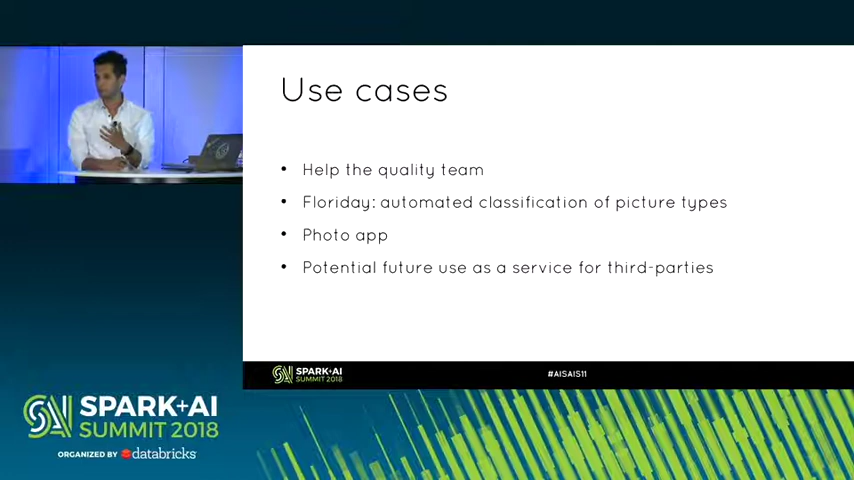 Use cases
• Help the quality team
• Floriday: automated classification of picture types
• Photo app
• Potential future use as a service for third-parties
SPARK+AI
SUMMIT 2018
#AISAIS11
SPARK+AI
SUMMIT 2018
ORGANIZED BY databricks